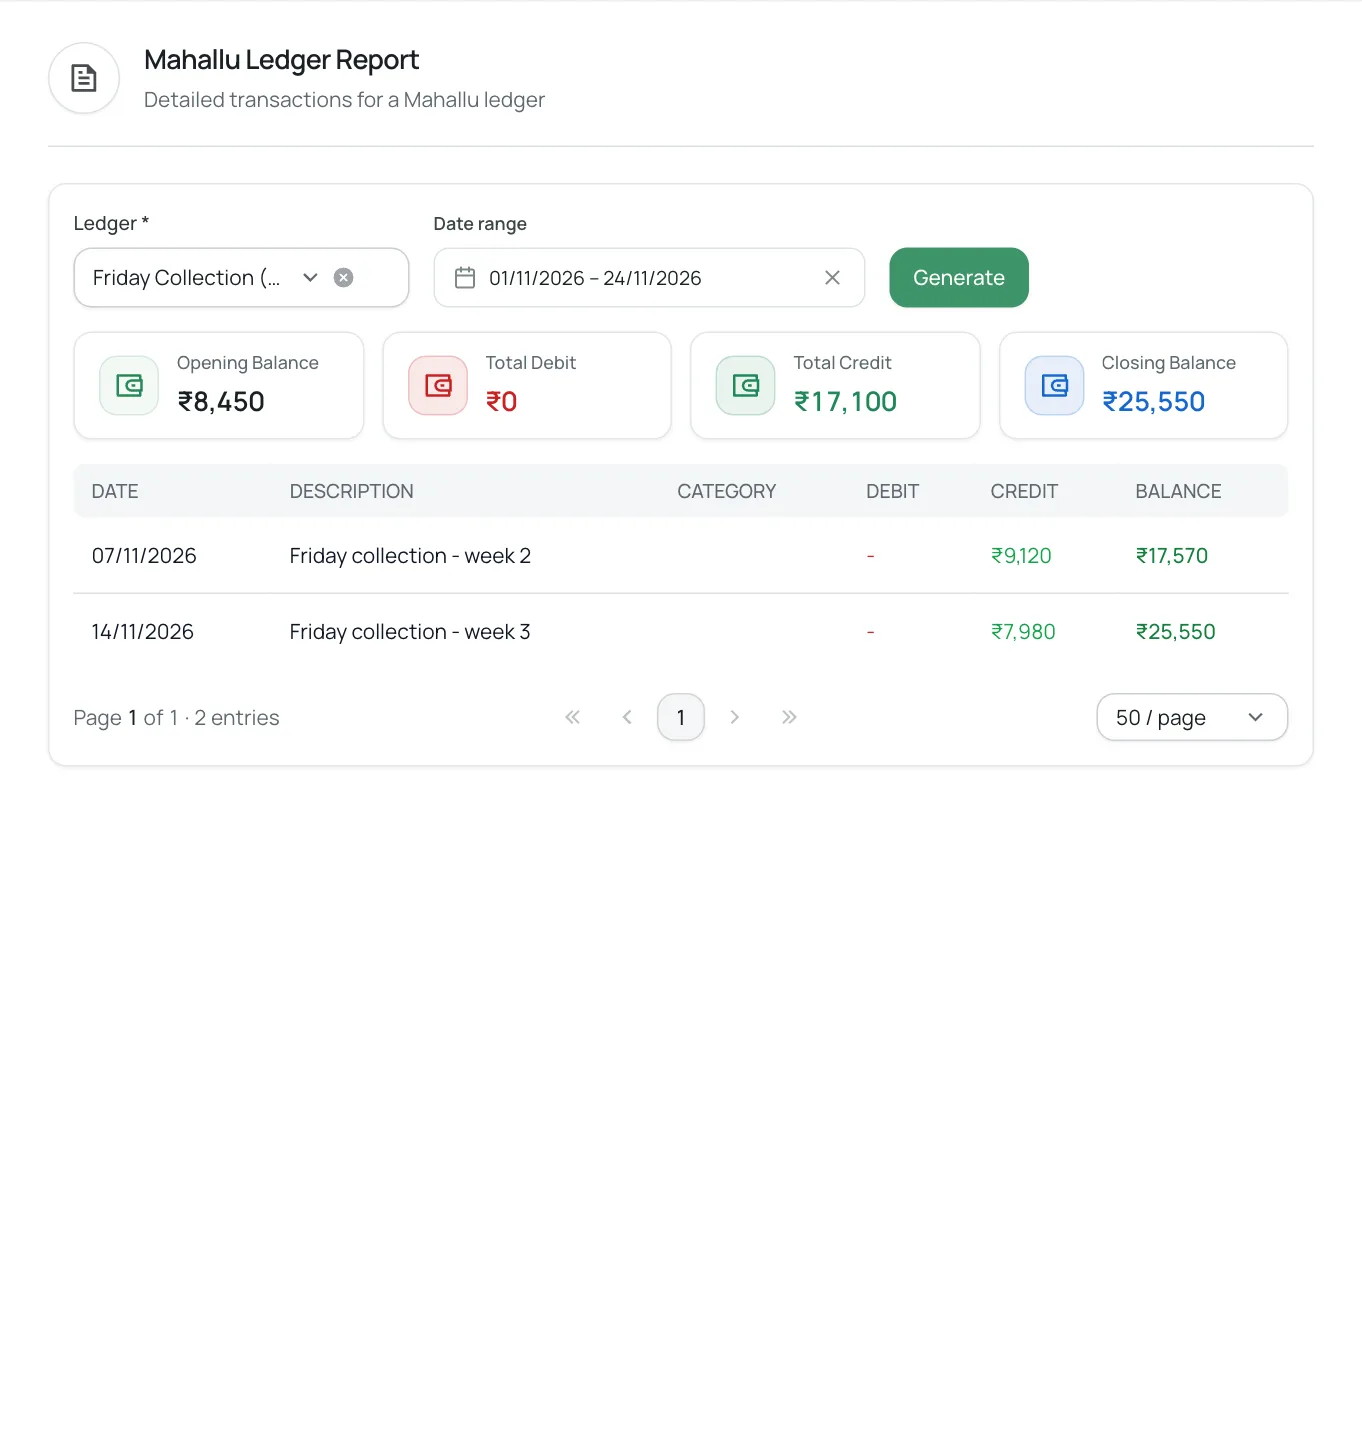 Mahallu Ledger Report
Detailed transactions for a Mahallu ledger
Ledger * Date range
Friday Collection (... 01/11/2026 – 24/11/2026 Generate
Opening Balance Total Debit Total Credit Closing Balance
₹8,450 ₹0 ₹17,100 ₹25,550
DATE DESCRIPTION CATEGORY DEBIT CREDIT BALANCE
07/11/2026 Friday collection - week 2 - ₹9,120 ₹17,570
14/11/2026 Friday collection - week 3 - ₹7,980 ₹25,550
Page 1 of 1 · 2 entries 1 50 / page